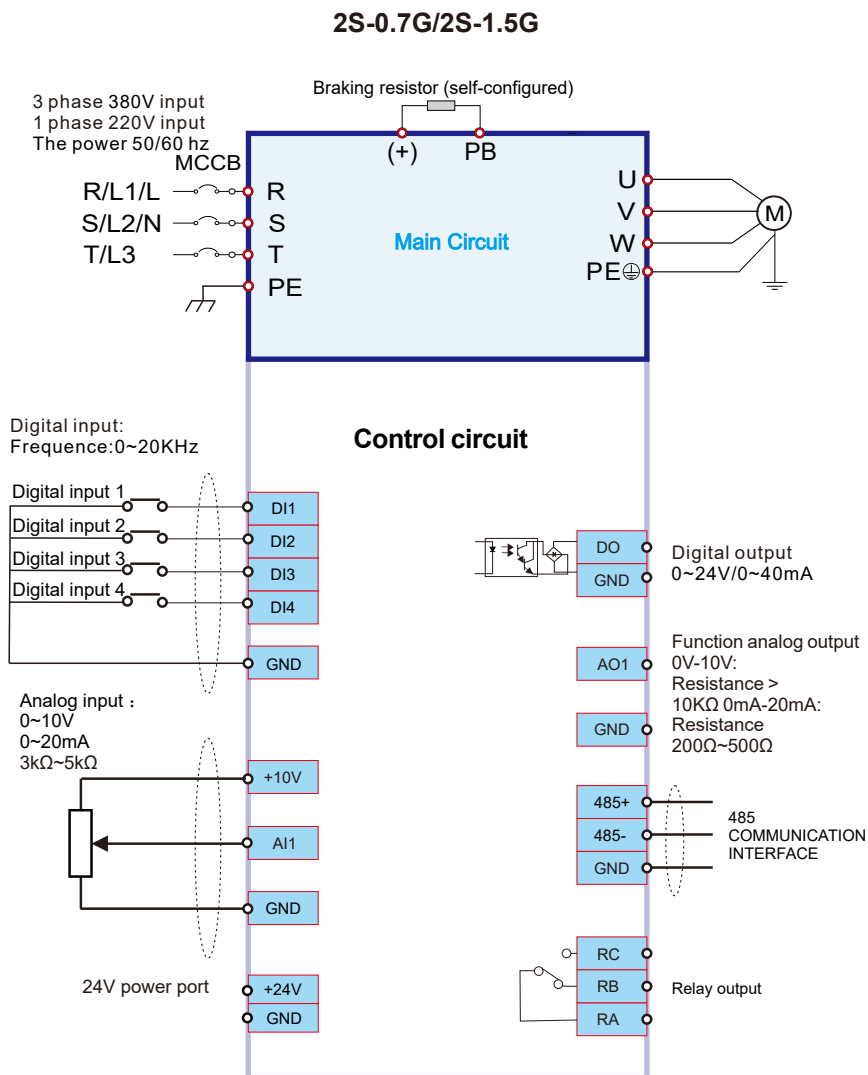 2S-0.7G/2S-1.5G
Braking resistor (self-configured)
3 phase 380V input
1 phase 220V input
The power 50/60 hz
MCCB
(+)
PB
R/L1/L
R
S/L2/N
S
T/L3
T
PE
Main Circuit
U
V
W
PE
M
Control circuit
Digital input:
Frequence:0~20KHz
Digital input 1
DI1
Digital input 2
DI2
Digital input 3
DI3
Digital input 4
DI4
GND
Analog input :
0~10V
0~20mA
3kΩ~5kΩ
+10V
AI1
GND
24V power port
+24V
GND
DO
GND
Digital output
0~24V/0~40mA
AO1
GND
Function analog output
0V-10V:
Resistance >
10KΩ 0mA-20mA:
Resistance
200Ω~500Ω
485+
485-
GND
485
COMMUNICATION
INTERFACE
RC
RB
RA
Relay output